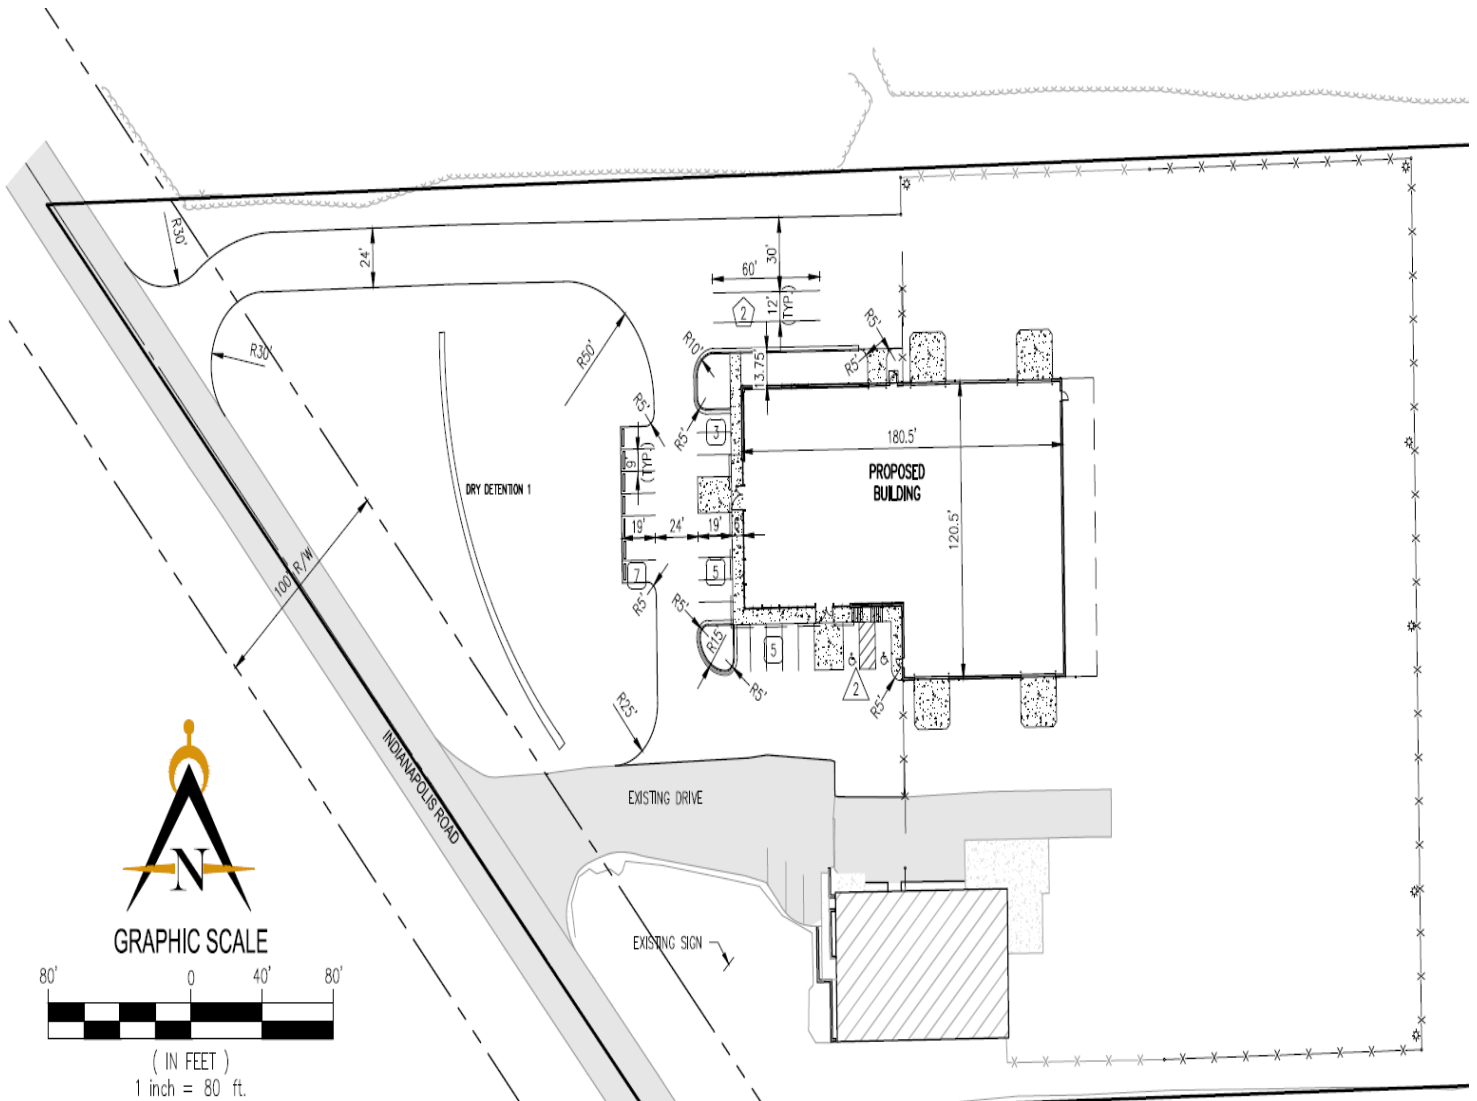 R30'
24'
30'
60'
12'
(TYP.)
2
R5'
R10'
R5'
13.75'
R30'
R50'
R5'
R5'
3
9'
(TYP.)
180.5'
PROPOSED
BUILDING
DRY DETENTION 1
19'
24'
19'
6'
120.5'
100' R/W
7
5
R5'
R5'
R15'
5
R5'
2
R5'
R25'
INDIANAPOLIS ROAD
EXISTING DRIVE
N
GRAPHIC SCALE
EXISTING SIGN
80'
0
40'
80'
( IN FEET )
1 inch = 80 ft.